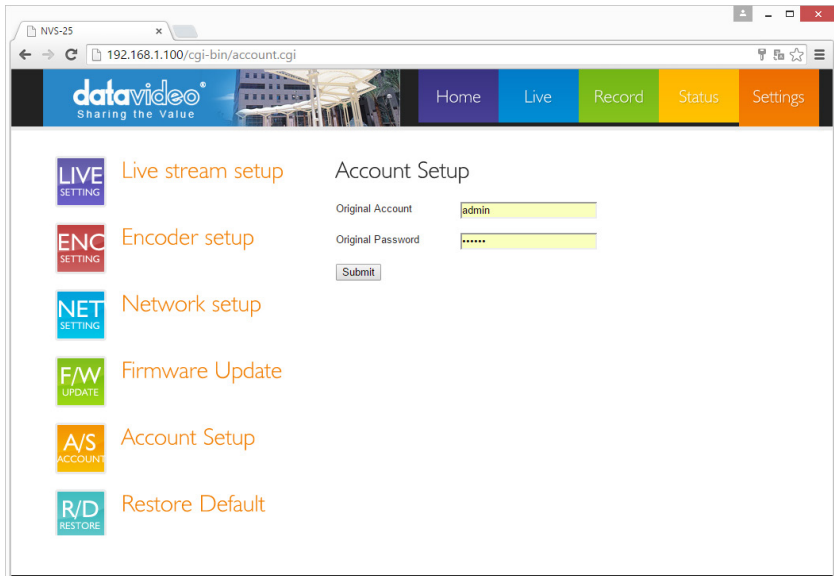 NVS-25
192.168.1.100/cgi-bin/account.cgi
datavideo®
Sharing the Value
Home
Live
Record
Status
Settings
LIVE
SETTING
Live stream setup
ENC
SETTING
Encoder setup
NET
SETTING
Network setup
F/W
UPDATE
Firmware Update
A/S
ACCOUNT
Account Setup
R/D
RESTORE
Restore Default
Account Setup
Original Account admin
Original Password ••••••
Submit